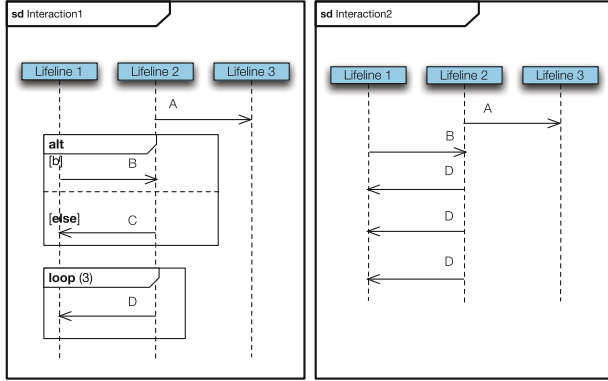 sd Interaction1
Lifeline 1 Lifeline 2 Lifeline 3
A
alt
[b]
B
[else]
C
loop (3)
D
sd Interaction2
Lifeline 1 Lifeline 2 Lifeline 3
A
B
D
D
D